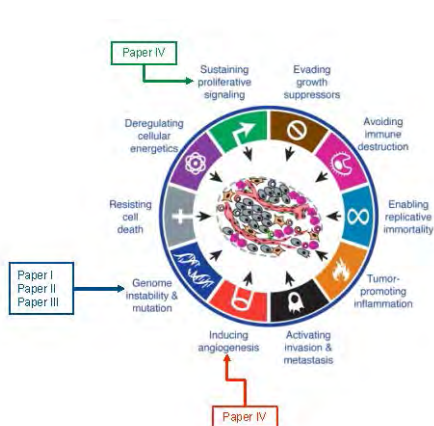 Paper IV
Sustaining
proliferative
signaling
Evading
growth
suppressors
Deregulating
cellular
energetics
Avoiding
immune
destruction
Resisting
cell
death
Enabling
replicative
immortality
Paper I
Paper II
Paper III
Genome
instability &
mutation
Tumor-
promoting
inflammation
Inducing
angiogenesis
Activating
invasion &
metastasis
Paper IV